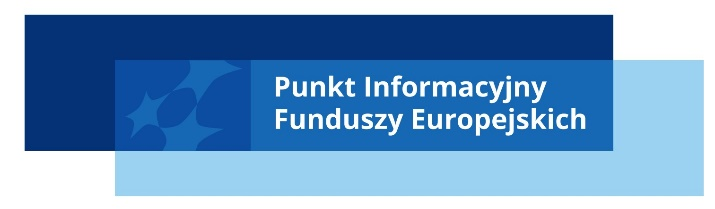 Punkt Informacyjny
Funduszy Europejskich